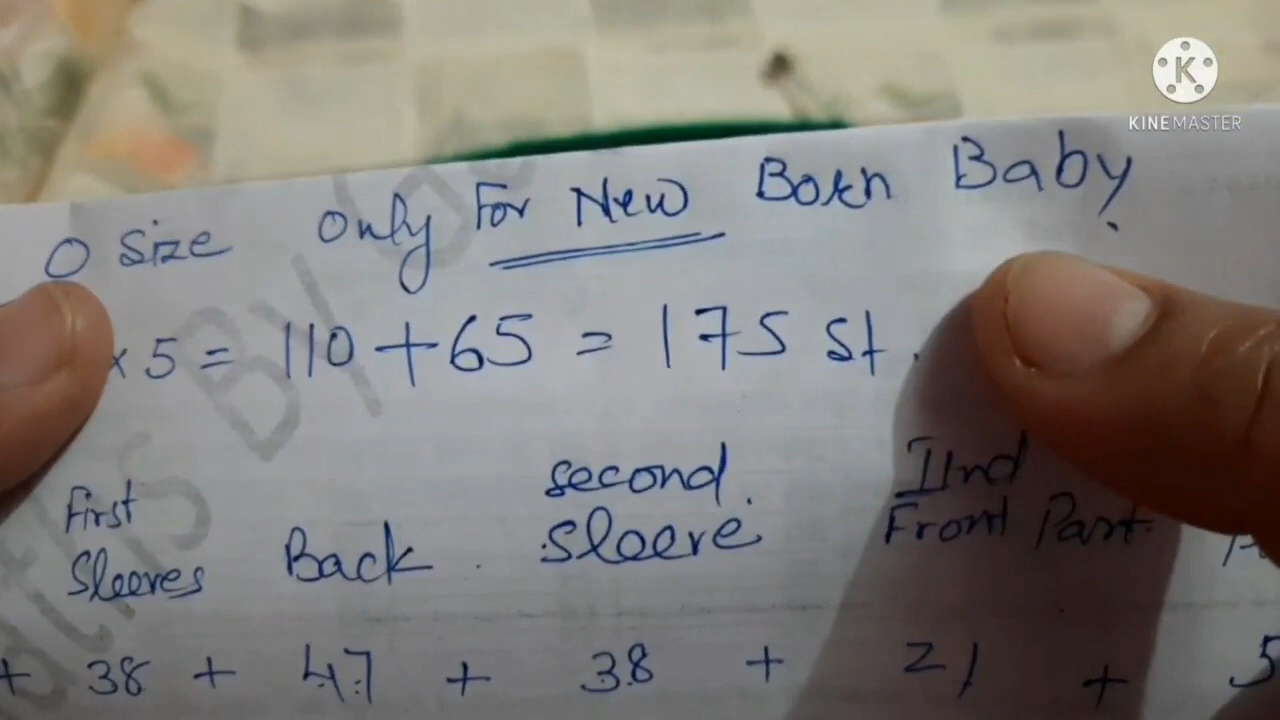 KINEMASTER
O Size Only For New Born Baby.
× 5 = 110 + 65 = 175 st.
First Sleeves
Back
second Sleeve
IInd Front Part
+ 38 + 47 + 38 + 21 + 5